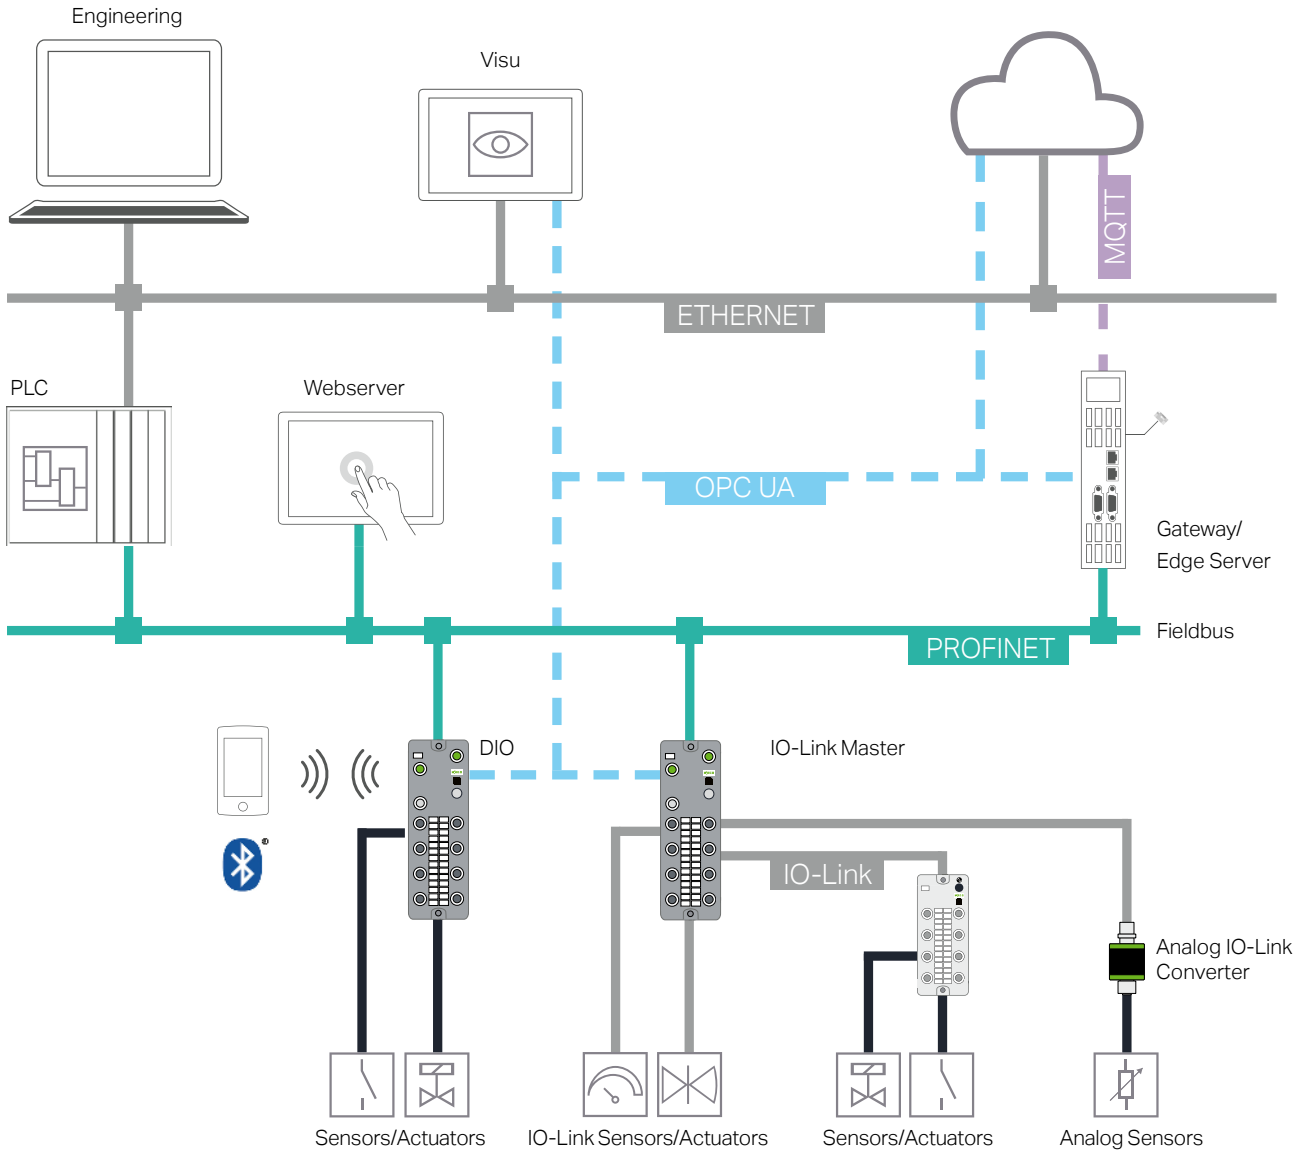 Engineering
Visu
MQTT
ETHERNET
PLC
Webserver
OPC UA
Gateway/
Edge Server
PROFINET
Fieldbus
DIO
IO-Link Master
IO-Link
Analog IO-Link
Converter
Sensors/Actuators
IO-Link Sensors/Actuators
Sensors/Actuators
Analog Sensors